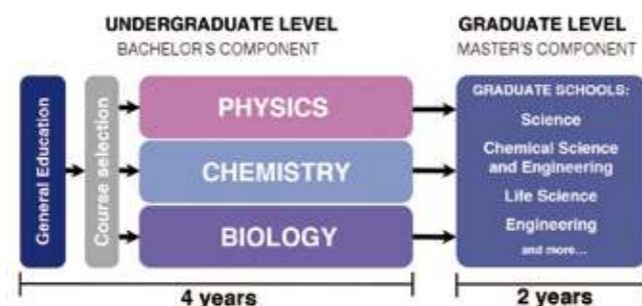 UNDERGRADUATE LEVEL
BACHELOR'S COMPONENT
GRADUATE LEVEL
MASTER'S COMPONENT
General Education
Course selection
PHYSICS
CHEMISTRY
BIOLOGY
GRADUATE SCHOOLS:
Science
Chemical Science
and Engineering
Life Science
Engineering
and more...
4 years
2 years